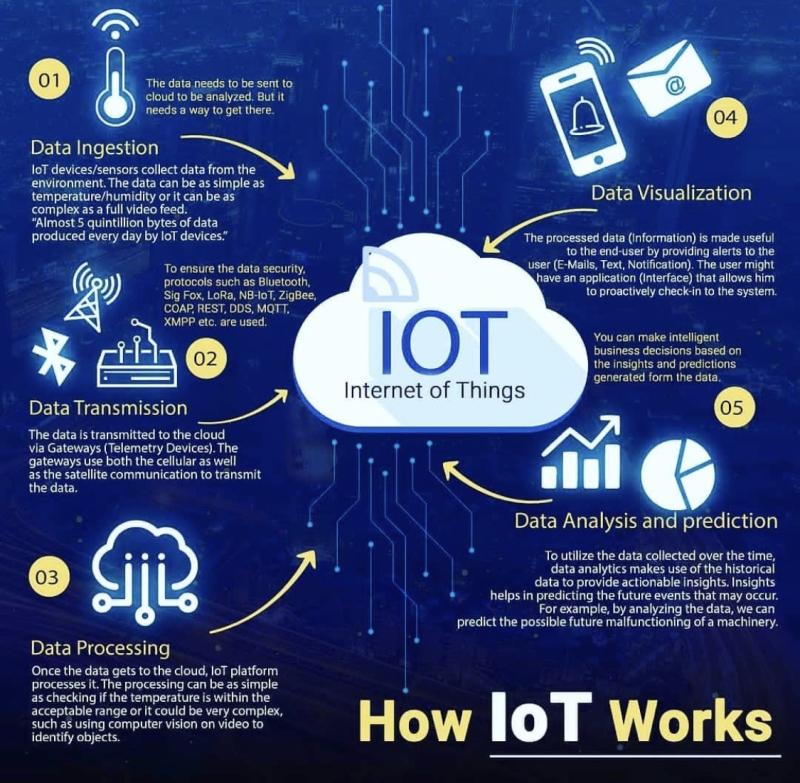 01
The data needs to be sent to
cloud to be analyzed. But it
needs a way to get there.
Data Ingestion
IoT devices/sensors collect data from the
environment. The data can be as simple as
temperature/humidity or it can be as
complex as a full video feed.
"Almost 5 quintillion bytes of data
produced every day by IoT devices."
To ensure the data security,
protocols such as Bluetooth,
Sig Fox, LoRa, NB-IoT, ZigBee,
COAP, REST, DDS, MQTT,
XMPP etc. are used.
02
Data Transmission
The data is transmitted to the cloud
via Gateways (Telemetry Devices). The
gateways use both the cellular as well
as the satellite communication to transmit
the data.
03
Data Processing
Once the data gets to the cloud, IoT platform
processes it. The processing can be as simple
as checking if the temperature is within the
acceptable range or it could be very complex,
such as using computer vision on video to
identify objects.
IOT
Internet of Things
@
04
Data Visualization
The processed data (Information) is made useful
to the end-user by providing alerts to the
user (E-Mails, Text, Notification). The user might
have an application (Interface) that allows him
to proactively check-in to the system.
You can make intelligent
business decisions based on
the insights and predictions
generated form the data.
05
Data Analysis and prediction
To utilize the data collected over the time,
data analytics makes use of the historical
data to provide actionable insights. Insights
helps in predicting the future events that may occur.
For example, by analyzing the data, we can
predict the possible future malfunctioning of a machinery.
How IoT Works